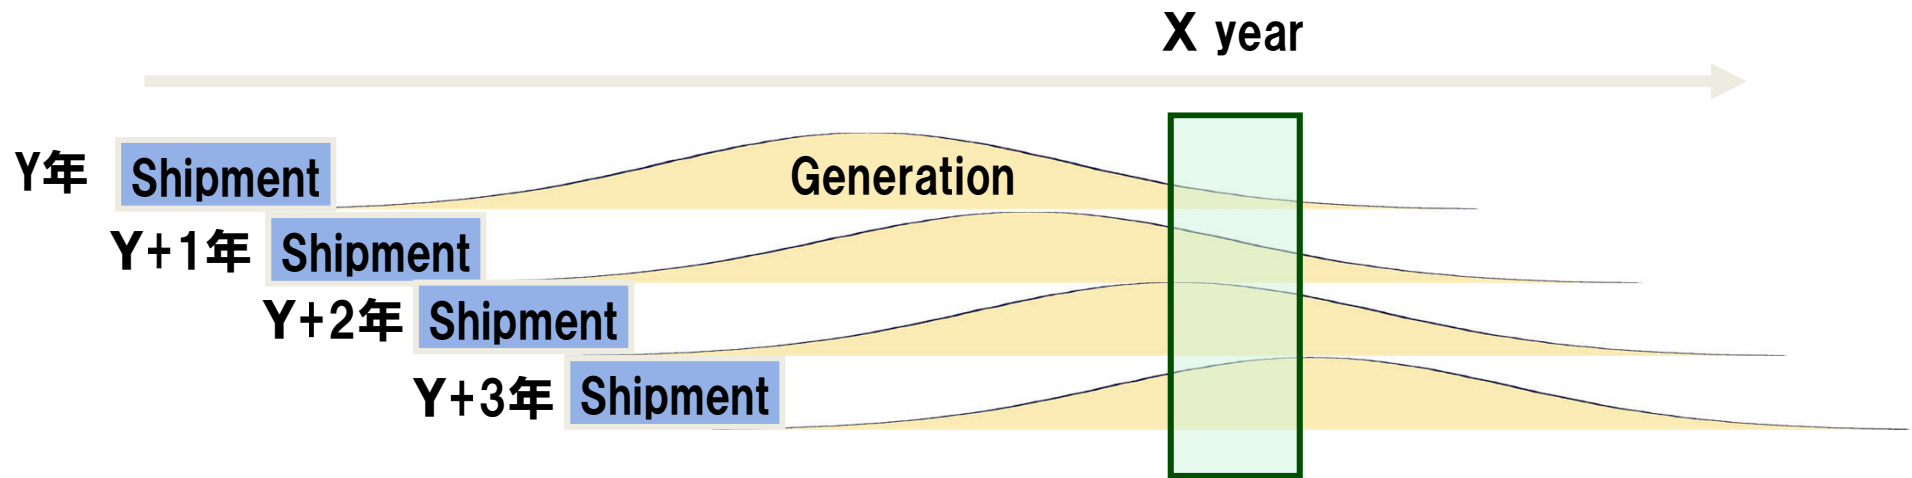 X year
Y年 Shipment
Generation
Y+1年 Shipment
Y+2年 Shipment
Y+3年 Shipment